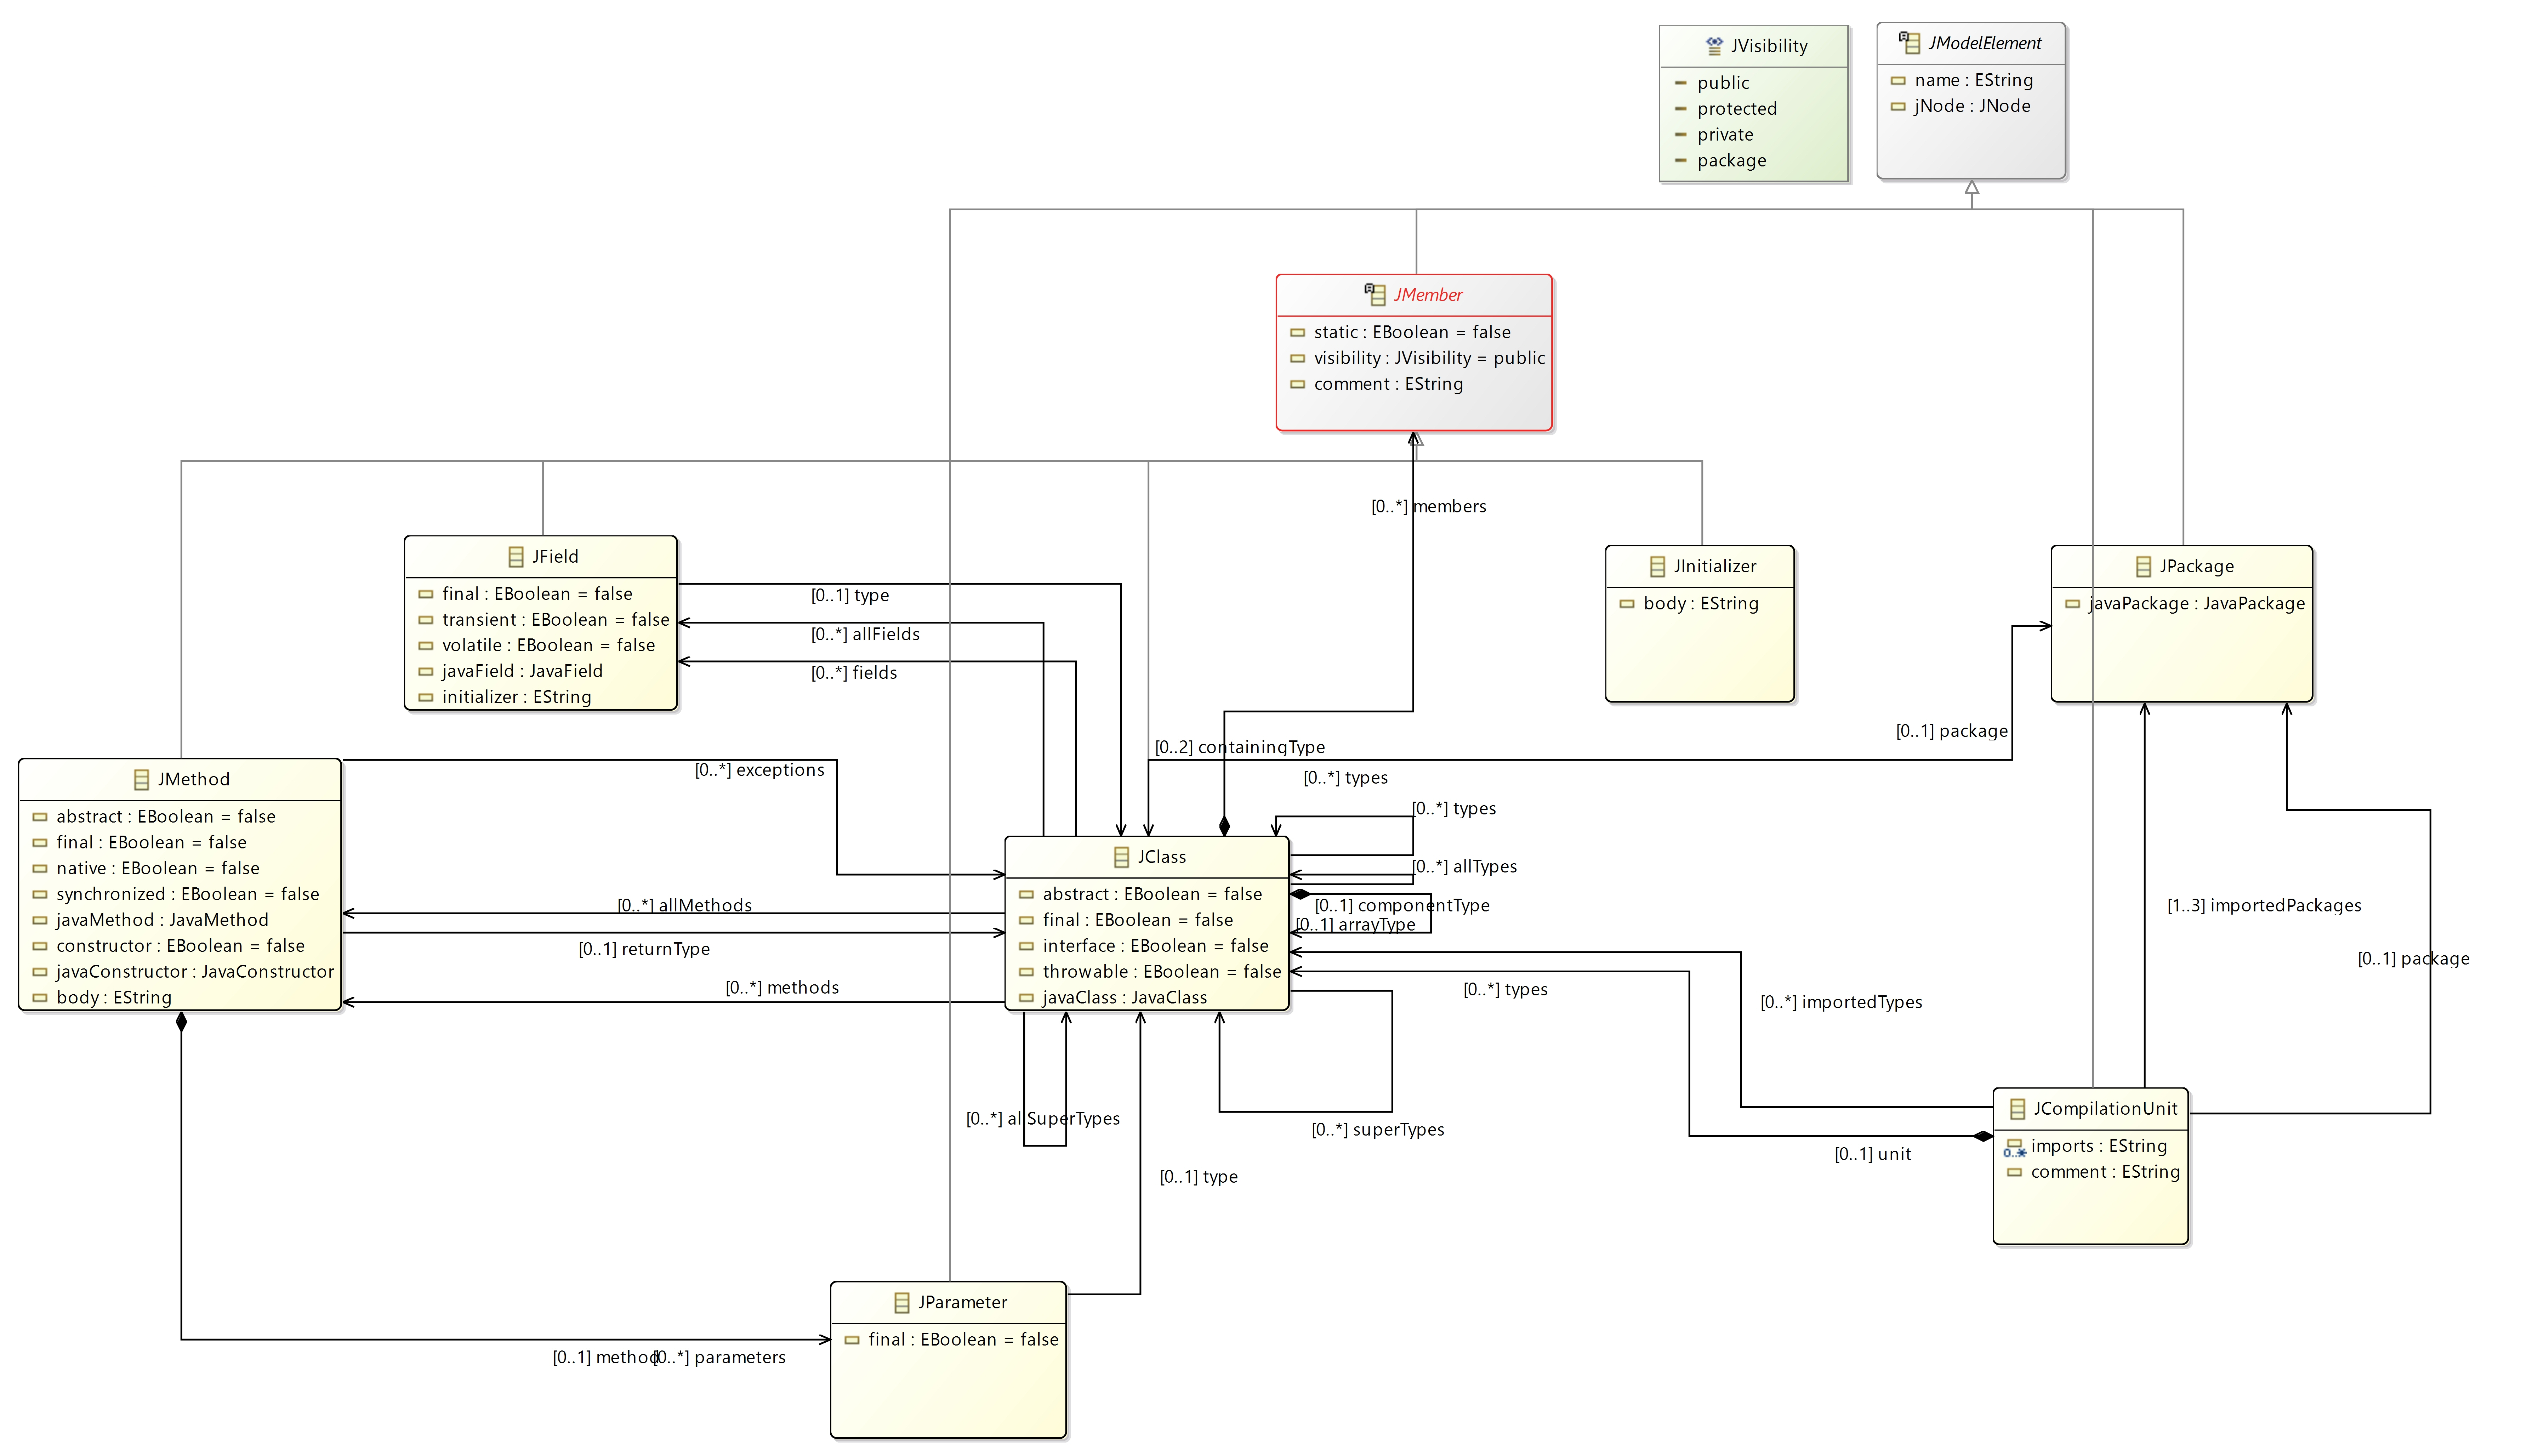 JVisibility
public
protected
private
package
JModelElement
name : EString
jNode : JNode
JMember
static : EBoolean = false
visibility : JVisibility = public
comment : EString
[0..*] members
JField
final : EBoolean = false
transient : EBoolean = false
volatile : EBoolean = false
javaField : JavaField
initializer : EString
[0..1] type
[0..*] allFields
[0..*] fields
JInitializer
body : EString
JPackage
javaPackage : JavaPackage
[0..1] package
[0..2] containingType
[0..*] types
JMethod
abstract : EBoolean = false
final : EBoolean = false
native : EBoolean = false
synchronized : EBoolean = false
javaMethod : JavaMethod
constructor : EBoolean = false
javaConstructor : JavaConstructor
body : EString
[0..*] exceptions
[0..*] allMethods
[0..1] returnType
[0..*] methods
JClass
abstract : EBoolean = false
final : EBoolean = false
interface : EBoolean = false
throwable : EBoolean = false
javaClass : JavaClass
[0..*] types
[0..*] allTypes
[0..1] componentType
[0..1] arrayType
[0..*] types
[0..*] importedTypes
[1..3] importedPackages
[0..1] package
[0..*] allSuperTypes
[0..*] superTypes
[0..1] type
[0..1] unit
JCompilationUnit
0..* imports : EString
comment : EString
JParameter
final : EBoolean = false
[0..1] method
[0..*] parameters